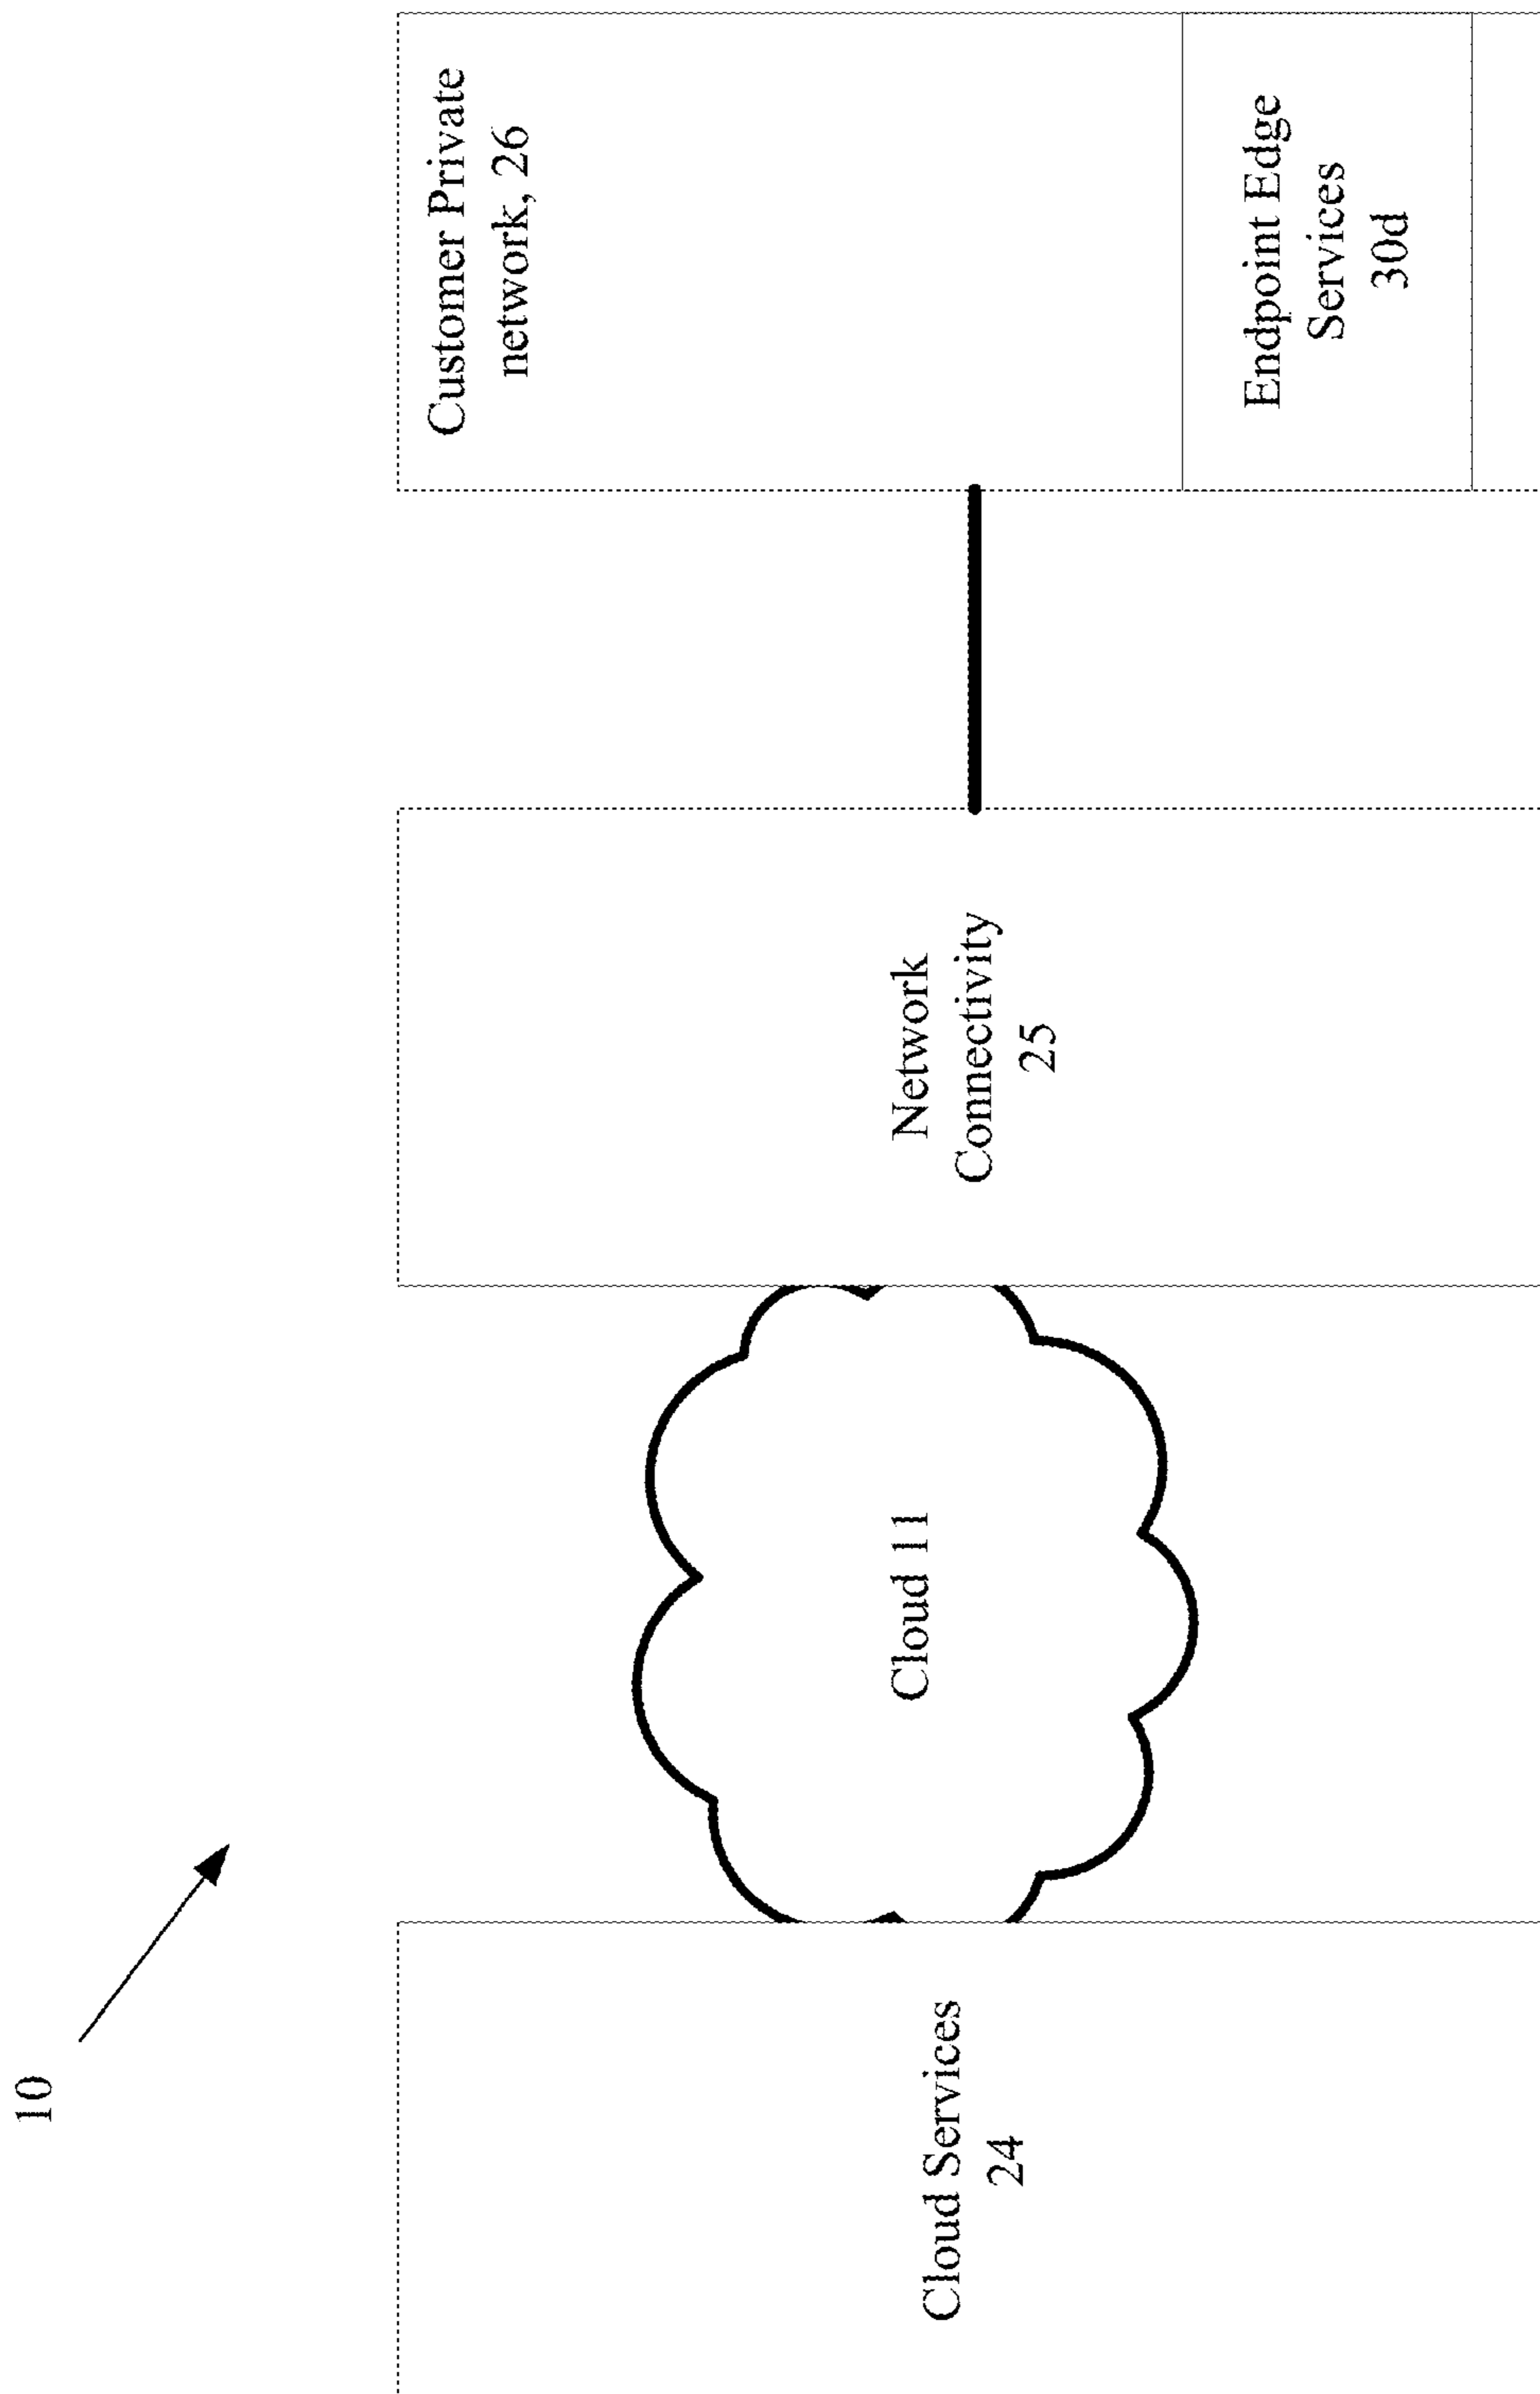 10
Cloud Services
24
Cloud 11
Network
Connectivity
25
Customer Private
network, 26
Endpoint Edge
Services
30d